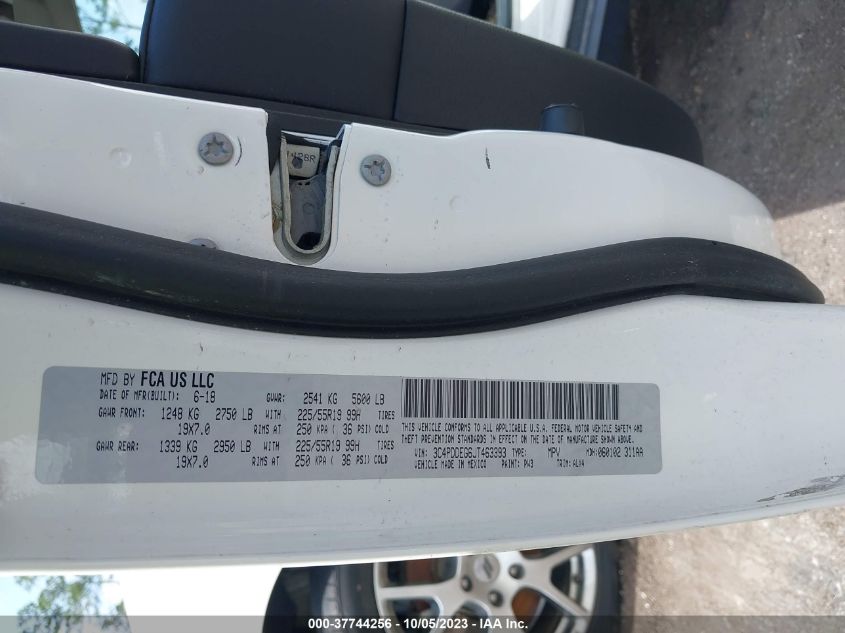 MFD BY FCA US LLC
DATE OF MFR(BUILT): 6-18 GVWR: 2541 KG 5600 LB
GAWR FRONT: 1248 KG 2750 LB WITH 225/55R19 99H TIRES
19X7.0 RIMS AT 250 KPA ( 36 PSI) COLD
GAWR REAR: 1339 KG 2950 LB WITH 225/55R19 99H TIRES
19X7.0 RIMS AT 250 KPA ( 36 PSI) COLD
THIS VEHICLE CONFORMS TO ALL APPLICABLE U.S.A. FEDERAL MOTOR VEHICLE SAFETY AND
THEFT PREVENTION STANDARDS IN EFFECT ON THE DATE OF MANUFACTURE SHOWN ABOVE.
VIN: 3C4PDDEG6JT463393 TYPE: MPV MDH:060102 311AA
VEHICLE MADE IN MEXICO PAINT: PW3 TRIM: ALX4
000-37744256 - 10/05/2023 - IAA Inc.